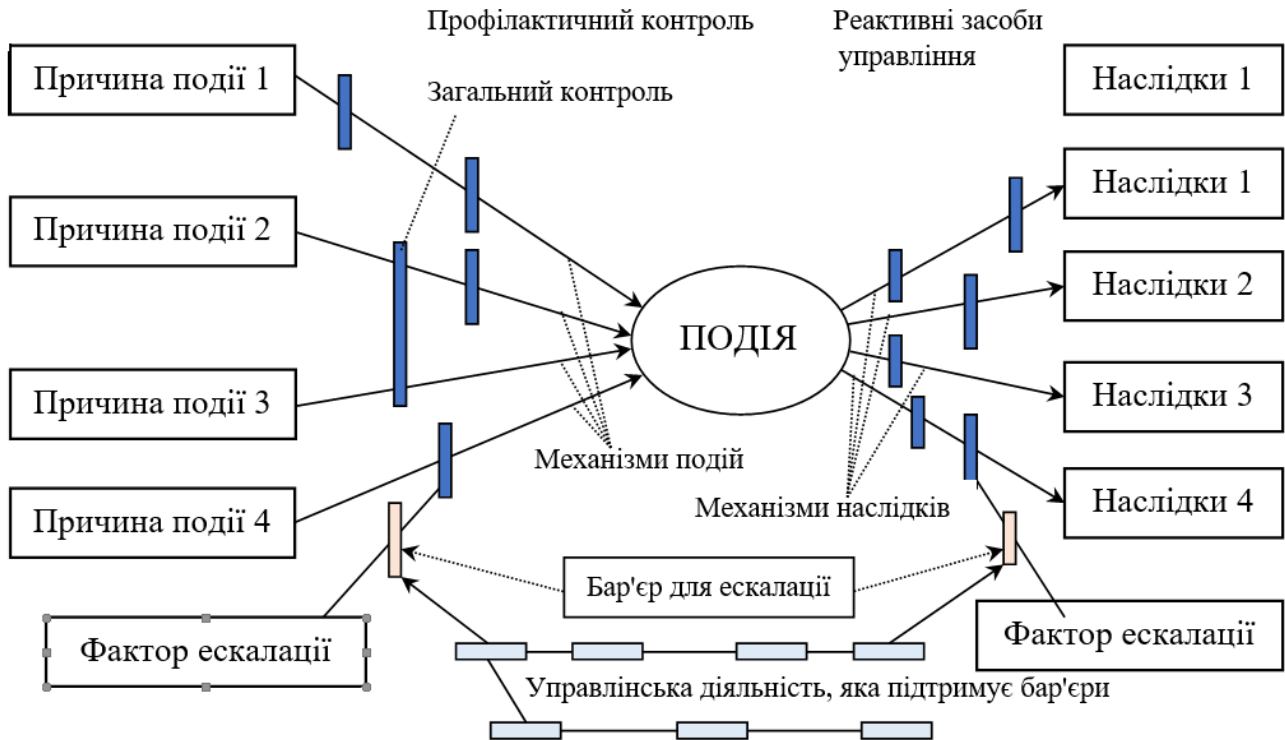 Профілактичний контроль
Реактивні засоби
управління
Причина події 1
Загальний контроль
Наслідки 1
Наслідки 1
Причина події 2
Наслідки 2
ПОДІЯ
Причина події 3
Наслідки 3
Механізми подій
Причина події 4
Механізми наслідків
Наслідки 4
Бар'єр для ескалації
Фактор ескалації
Фактор ескалації
Управлінська діяльність, яка підтримує бар'єри